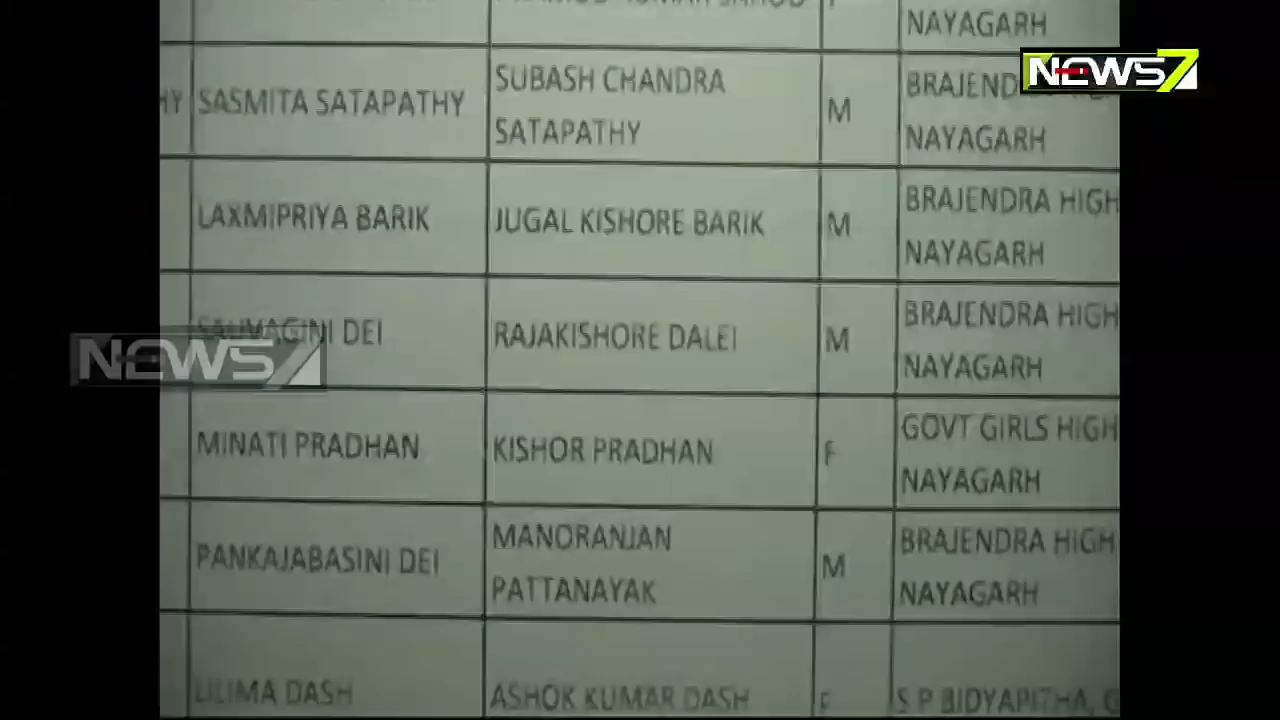 NAYAGARH
NEWS7
SASMITA SATAPATHY
SUBASH CHANDRA
SATAPATHY
M
NAYAGARH
LAXMIPRIYA BARIK
JUGAL KISHORE BARIK
M
BRAJENDRA HIGH
NAYAGARH
NEWS7
DEI
RAJAKISHORE DALEI
M
BRAJENDRA HIGH
NAYAGARH
MINATI PRADHAN
KISHOR PRADHAN
F
GOVT GIRLS HIGH
NAYAGARH
PANKAJABASINI DEI
MANORANJAN
PATTANAYAK
M
BRAJENDRA HIGH
NAYAGARH
DASH
ASHOK KUMAR DASH
F
S P BIDYAPITHA,